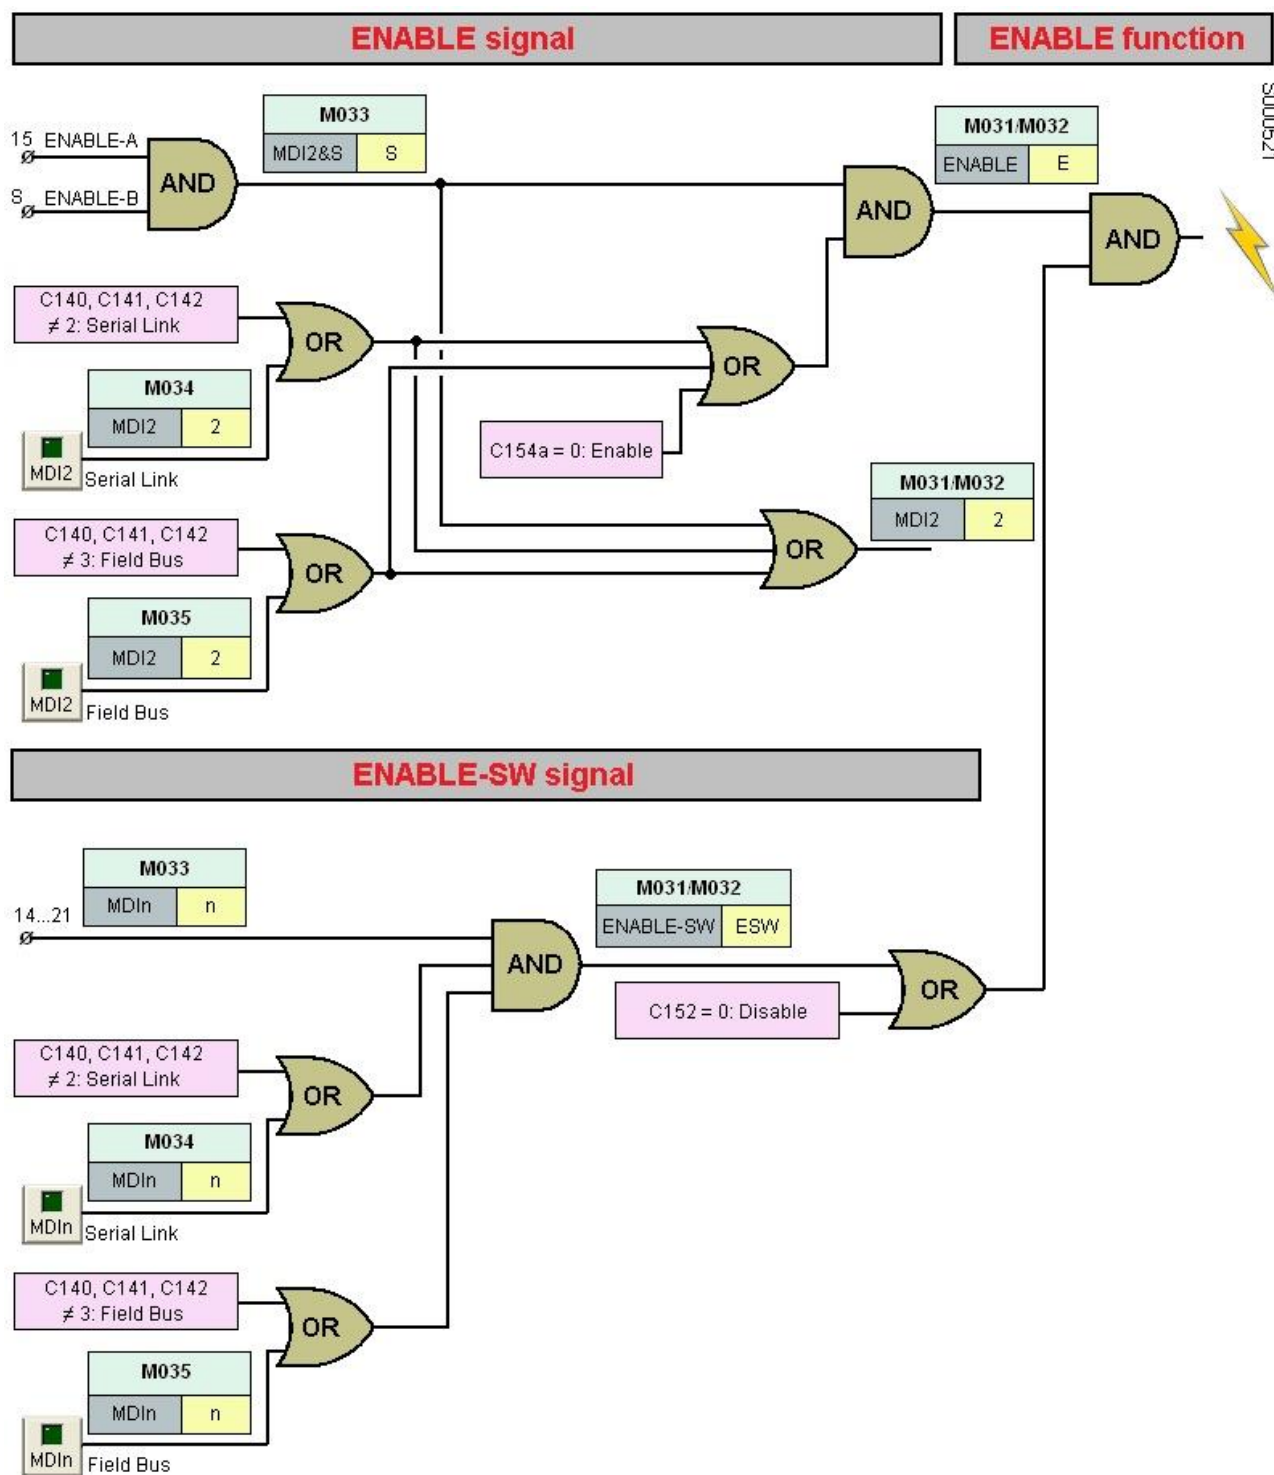 ENABLE signal
ENABLE function
S000521
M033
MDI2&S S
15 ENABLE-A
S ENABLE-B
AND
M031/M032
ENABLE E
AND
AND
C140, C141, C142
≠ 2: Serial Link
OR
M034
MDI2 2
MDI2
Serial Link
OR
C154a = 0: Enable
M031/M032
MDI2 2
C140, C141, C142
≠ 3: Field Bus
OR
OR
M035
MDI2 2
MDI2
Field Bus
ENABLE-SW signal
M033
MDIn n
14...21
M031/M032
ENABLE-SW ESW
AND
OR
C152 = 0: Disable
C140, C141, C142
≠ 2: Serial Link
OR
M034
MDIn n
MDIn
Serial Link
C140, C141, C142
≠ 3: Field Bus
OR
M035
MDIn n
MDIn
Field Bus